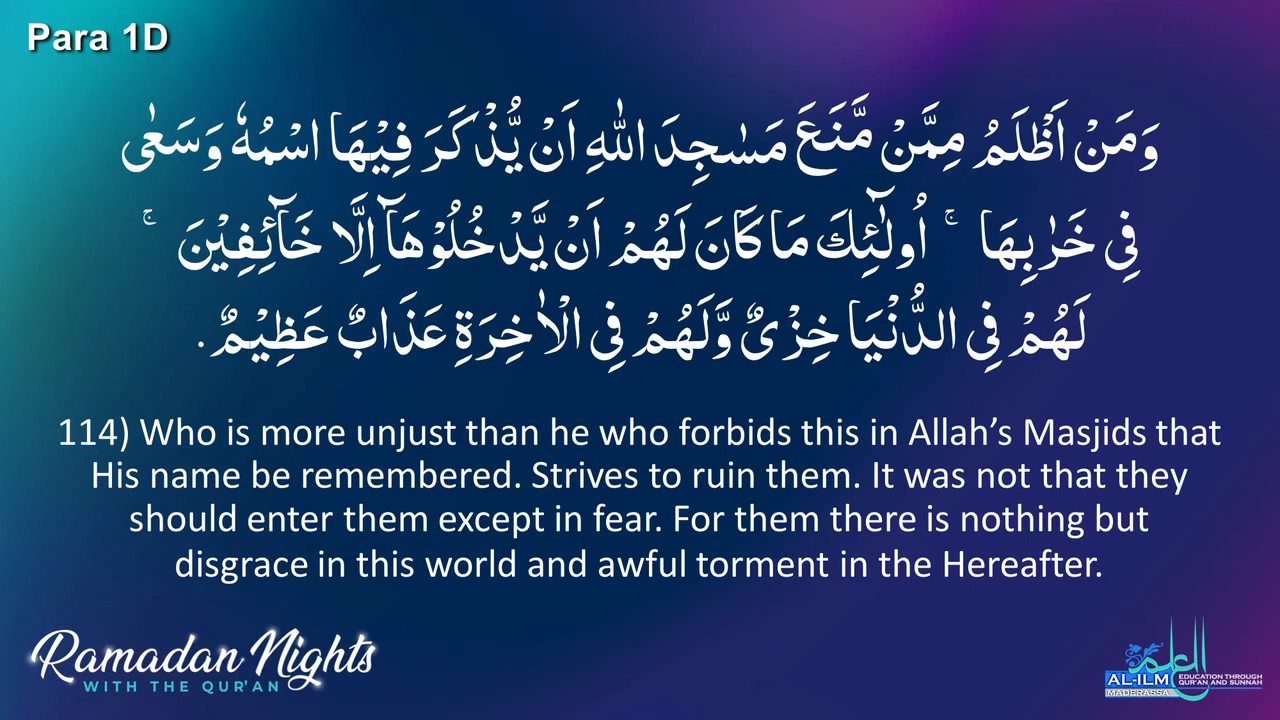 Para 1D
وَمَنْ اَظْلَمُ مِمَّنْ مَّنَعَ مَسٰجِدَ اللّٰهِ اَنْ يُّذْكَرَ فِيْهَا اسْمُهٗ وَسَعٰى
فِيْ خَرَابِهَا ۚ اُولٰٓئِكَ مَا كَانَ لَهُمْ اَنْ يَّدْخُلُوْهَآ اِلَّا خَآئِفِيْنَ ۚ
لَهُمْ فِي الدُّنْيَا خِزْىٌ وَّلَهُمْ فِي الْاٰخِرَةِ عَذَابٌ عَظِيْمٌ.
114) Who is more unjust than he who forbids this in Allah’s Masjids that
His name be remembered. Strives to ruin them. It was not that they
should enter them except in fear. For them there is nothing but
disgrace in this world and awful torment in the Hereafter.
Ramadan Nights
WITH THE QUR'AN
العلم
AL-ILM
MADERASSA
EDUCATION THROUGH
QUR'AN AND SUNNAH